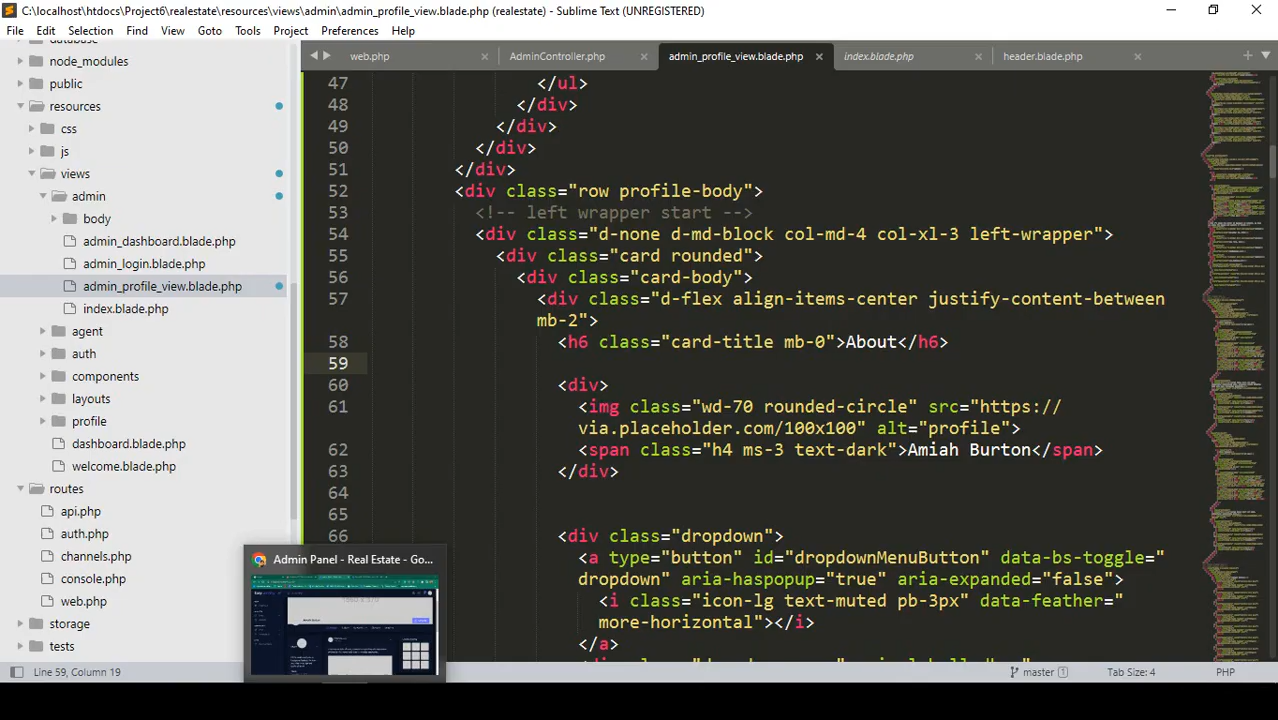 C:\localhost\htdocs\Project6\realestate\resources\views\admin\admin_profile_view.blade.php (realestate) - Sublime Text (UNREGISTERED)
File Edit Selection Find View Goto Tools Project Preferences Help
web.php AdminController.php admin_profile_view.blade.php index.blade.php header.blade.php
node_modules
public
resources
css
js
views
admin
body
admin_dashboard.blade.php
admin_login.blade.php
admin_profile_view.blade.php
index.blade.php
agent
auth
components
layouts
profile
dashboard.blade.php
welcome.blade.php
routes
api.php
auth.php
channels.php
console.php
web.php
storage
tests
47 </ul>
48 </div>
49 </div>
50 </div>
51 </div>
52 <div class="row profile-body">
53 <!-- left wrapper start -->
54 <div class="d-none d-md-block col-md-4 col-xl-3 left-wrapper">
55 <div class="card rounded">
56 <div class="card-body">
57 <div class="d-flex align-items-center justify-content-between
mb-2">
58 <h6 class="card-title mb-0">About</h6>
59
60 <div>
61 <img class="wd-70 rounded-circle" src="https://
via.placeholder.com/100x100" alt="profile">
62 <span class="h4 ms-3 text-dark">Amiah Burton</span>
63 </div>
64
65
66 <div class="dropdown">
<a type="button" id="dropdownMenuButton" data-bs-toggle="
dropdown" aria-haspopup="true" aria-expanded="false">
<i class="icon-lg text-muted pb-3px" data-feather="
more-horizontal"></i>
</a>
Admin Panel - Real Estate - Go...
Line 59, Column 19
master 1
Tab Size: 4
PHP